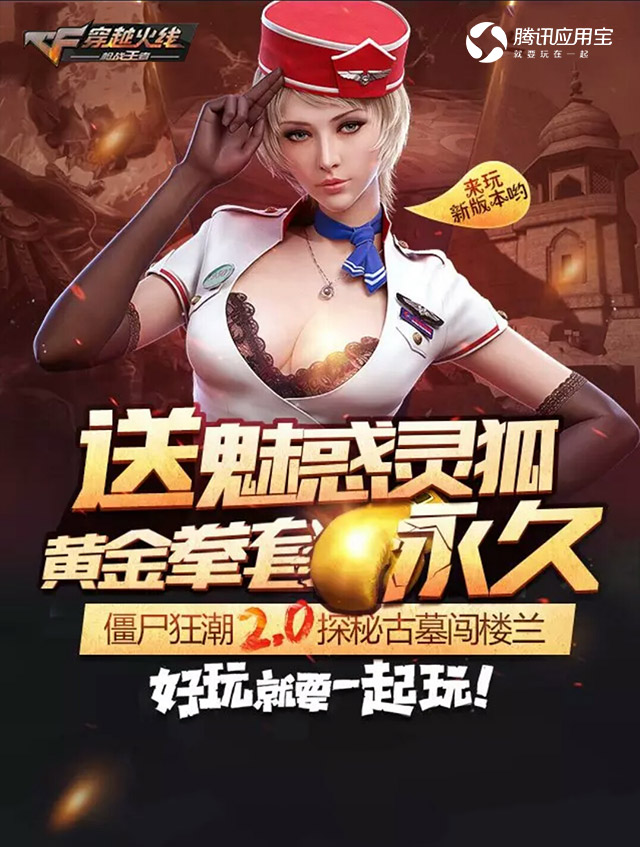 CF穿越火线
枪战王者
腾讯应用宝
就要玩在一起
来玩
新版本哟
送魅惑灵狐
黄金拳套 永久
僵尸狂潮2.0探秘古墓闯楼兰
好玩就要一起玩!